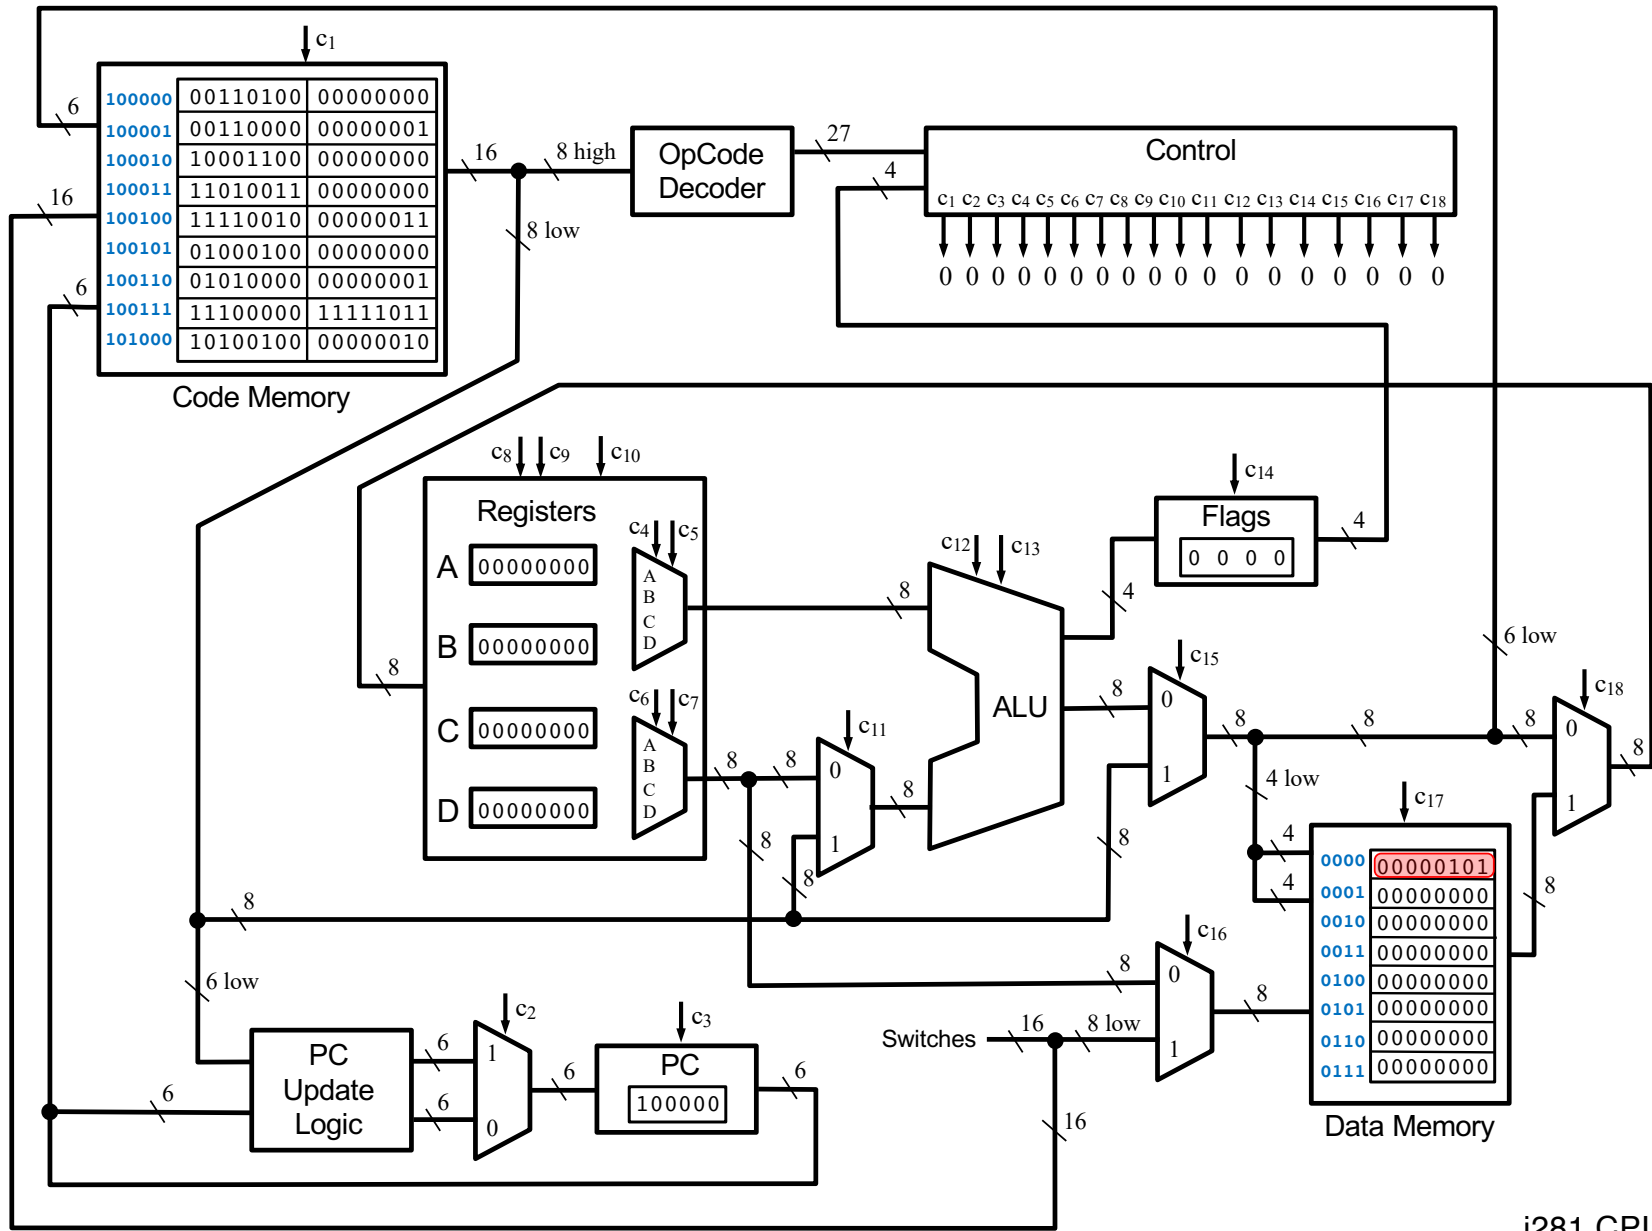 c1
100000 00110100 00000000
100001 00110000 00000001
100010 10001100 00000000
100011 11010011 00000000
100100 11110010 00000011
100101 01000100 00000000
100110 01010000 00000001
100111 11100000 11111011
101000 10100100 00000010
Code Memory
6
16
6
16
8 high
8 low
OpCode
Decoder
27
4
Control
c1 c2 c3 c4 c5 c6 c7 c8 c9 c10 c11 c12 c13 c14 c15 c16 c17 c18
0 0 0 0 0 0 0 0 0 0 0 0 0 0 0 0 0 0
c8 c9 c10
Registers
A 00000000
B 00000000
C 00000000
D 00000000
c4 c5
A
B
C
D
c6 c7
A
B
C
D
8
8
8
8
8
c11
0
1
8
8
8
c12 c13
ALU
4
c14
Flags
0 0 0 0
4
c15
8
0
1
8
8
8
6 low
8
c18
0
1
8
4 low
4
4
c17
0000 00000101
0001 00000000
0010 00000000
0011 00000000
0100 00000000
0101 00000000
0110 00000000
0111 00000000
Data Memory
8
c16
8
0
1
8
Switches
16
8 low
16
6 low
6
PC
Update
Logic
6
6
c2
1
0
6
c3
PC
100000
6
i281 CPU